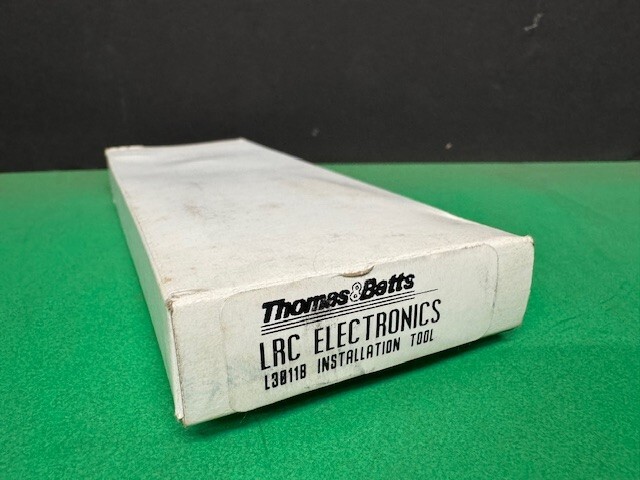 Thomas&Betts
LRC ELECTRONICS
L3011B INSTALLATION TOOL